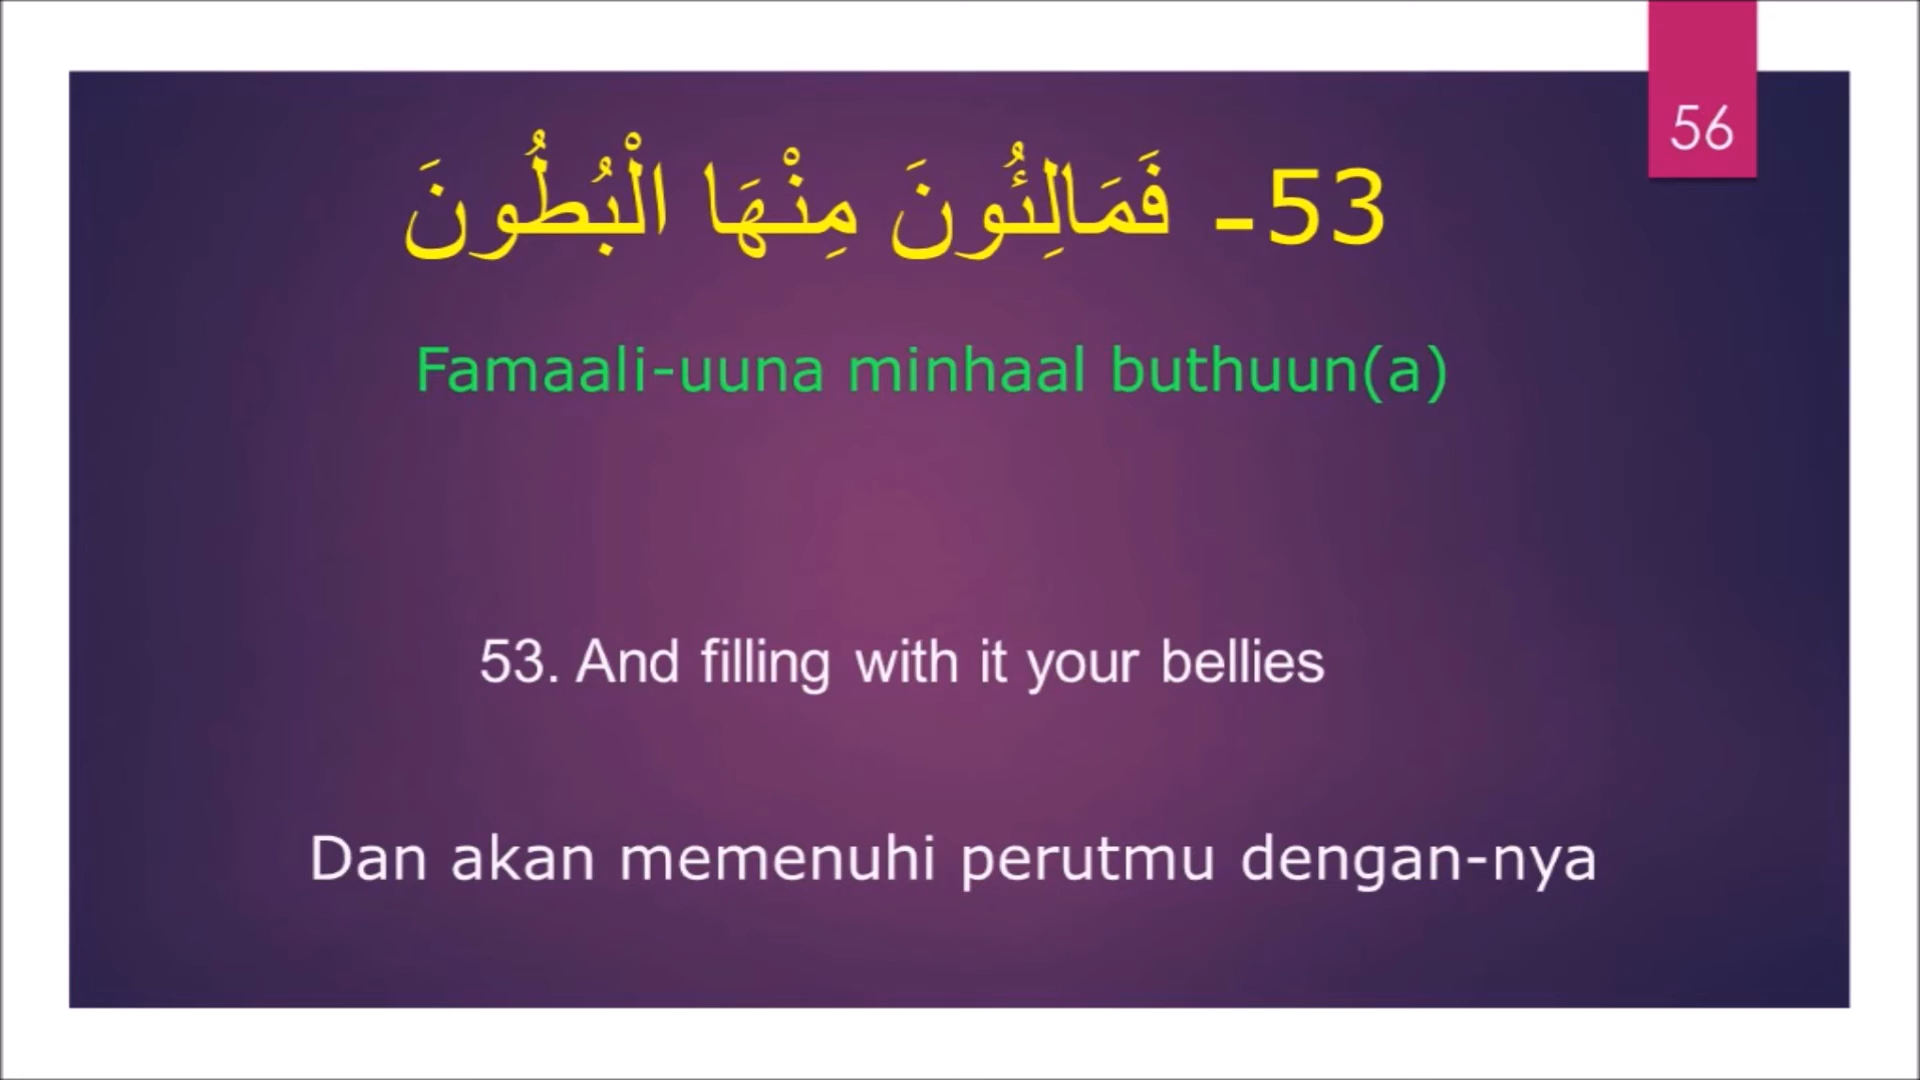 56
53- فَمَالِئُونَ مِنْهَا الْبُطُونَ
Famaali-uuna minhaal buthuun(a)
53. And filling with it your bellies
Dan akan memenuhi perutmu dengan-nya